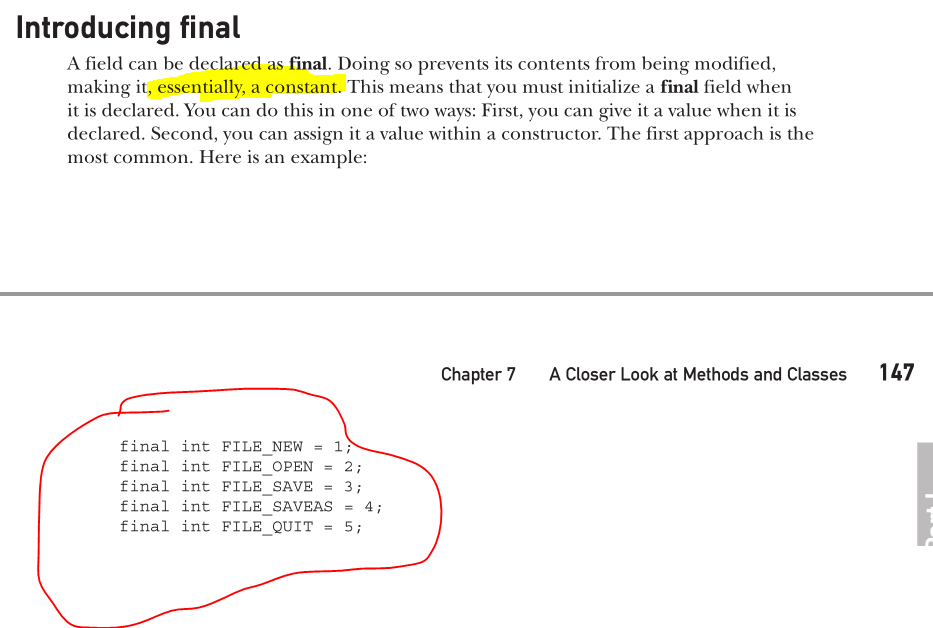 Introducing final
A field can be declared as final. Doing so prevents its contents from being modified,
making it, essentially, a constant. This means that you must initialize a final field when
it is declared. You can do this in one of two ways: First, you can give it a value when it is
declared. Second, you can assign it a value within a constructor. The first approach is the
most common. Here is an example:
Chapter 7 A Closer Look at Methods and Classes 147
final int FILE_NEW = 1;
final int FILE_OPEN = 2;
final int FILE_SAVE = 3;
final int FILE_SAVEAS = 4;
final int FILE_QUIT = 5;